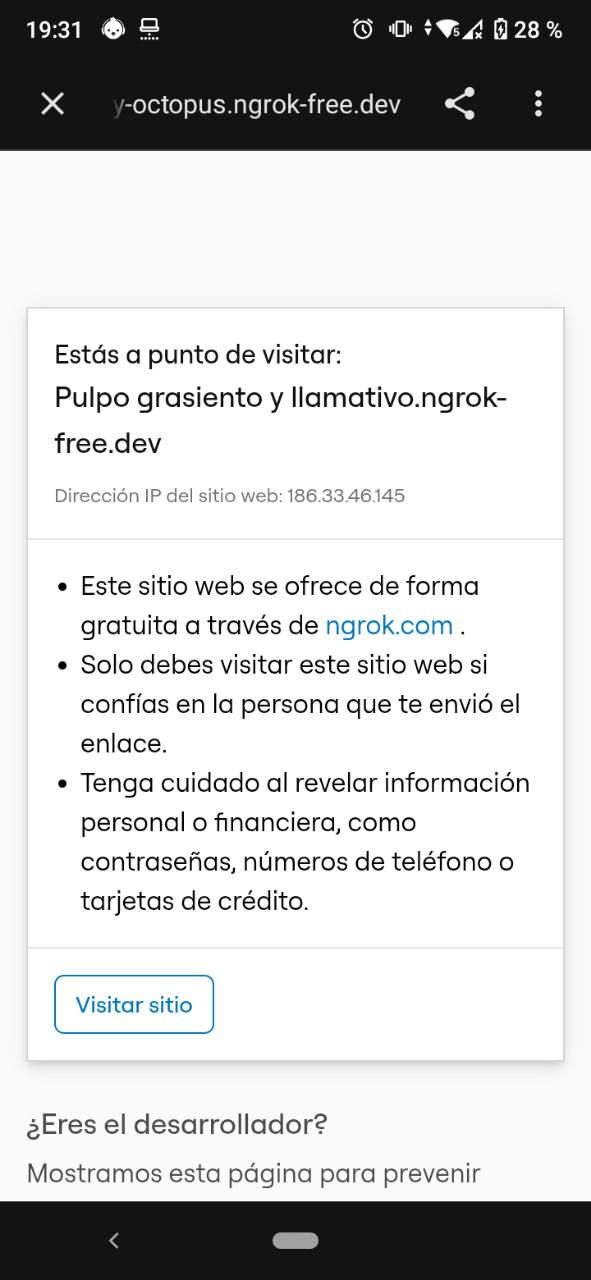 19:31
5
28 %
y-octopus.ngrok-free.dev
Estás a punto de visitar:
Pulpo grasiento y llamativo.ngrok-
free.dev
Dirección IP del sitio web: 186.33.46.145
• Este sitio web se ofrece de forma
gratuita a través de ngrok.com .
• Solo debes visitar este sitio web si
confías en la persona que te envió el
enlace.
• Tenga cuidado al revelar información
personal o financiera, como
contraseñas, números de teléfono o
tarjetas de crédito.
Visitar sitio
¿Eres el desarrollador?
Mostramos esta página para prevenir